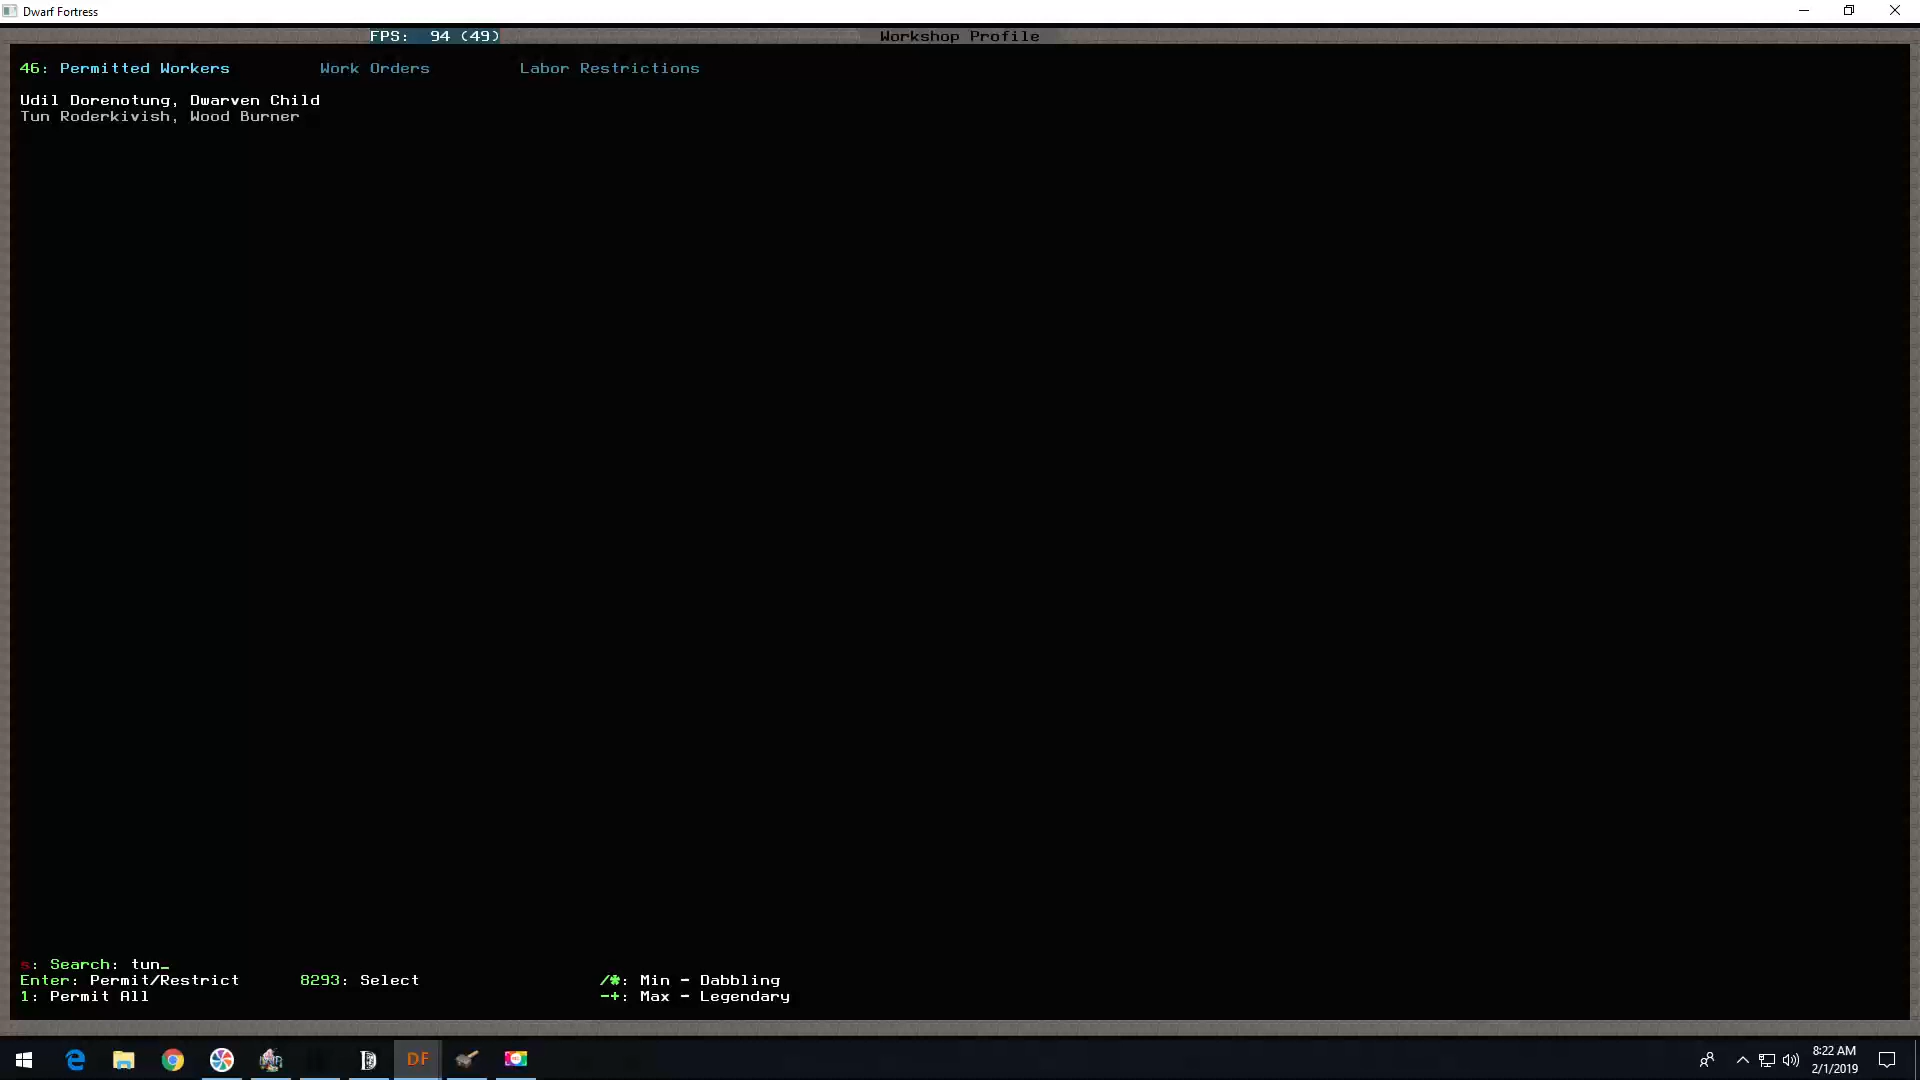 Dwarf Fortress
FPS: 94 (49)
Workshop Profile
46: Permitted Workers Work Orders Labor Restrictions
Udil Dorenotung, Dwarven Child
Tun Roderkivish, Wood Burner
s: Search: tun_
Enter: Permit/Restrict 8293: Select /*: Min - Dabbling
1: Permit All -+: Max - Legendary
DF
8:22 AM
2/1/2019